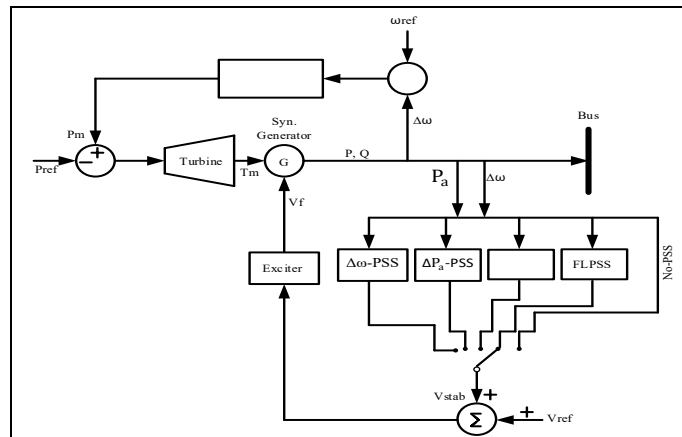 ωref
Δω
Syn.
Generator
Bus
Pm
+
−
Pref
Turbine
Tm
G
P, Q
Pa
Δω
Vf
No-PSS
Exciter
Δω-PSS
ΔPa-PSS
FLPSS
Vstab
+
Σ
+
Vref